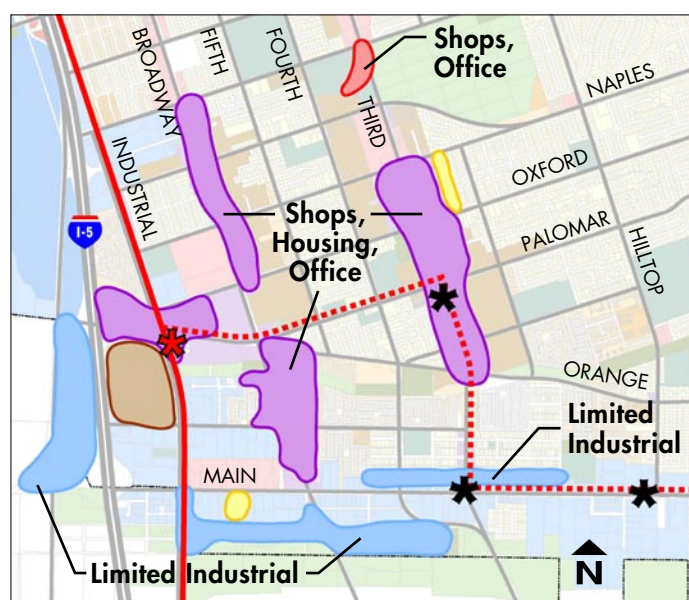 Shops,
Office
BROADWAY
FIFTH
FOURTH
THIRD
NAPLES
INDUSTRIAL
OXFORD
I-5
Shops,
Housing,
Office
PALOMAR
HILLTOP
ORANGE
Limited
Industrial
MAIN
Limited Industrial
N